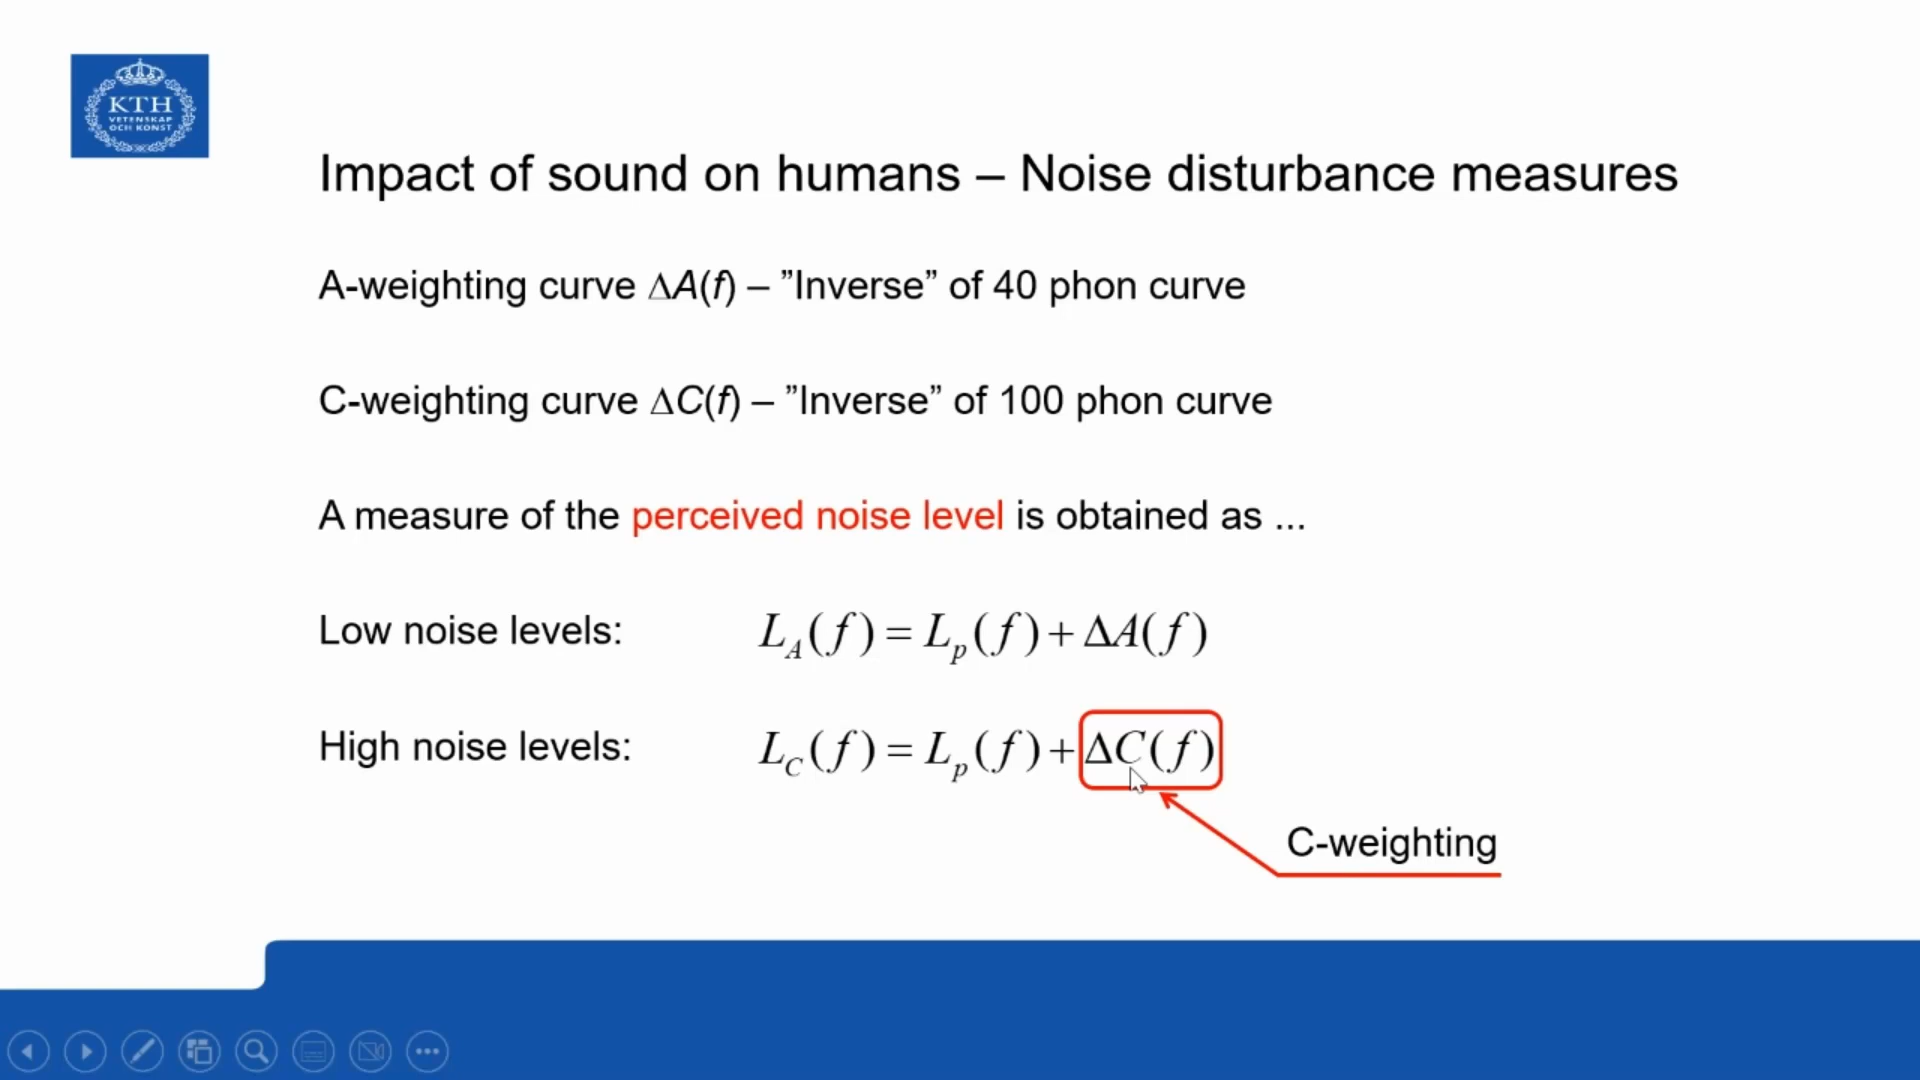 KTH
VETENSKAP
OCH KONST
Impact of sound on humans – Noise disturbance measures
A-weighting curve ΔA(f) – ”Inverse” of 40 phon curve
C-weighting curve ΔC(f) – ”Inverse” of 100 phon curve
A measure of the perceived noise level is obtained as ...
Low noise levels: L_A(f) = L_p(f) + ΔA(f)
High noise levels: L_C(f) = L_p(f) + ΔC(f)
C-weighting